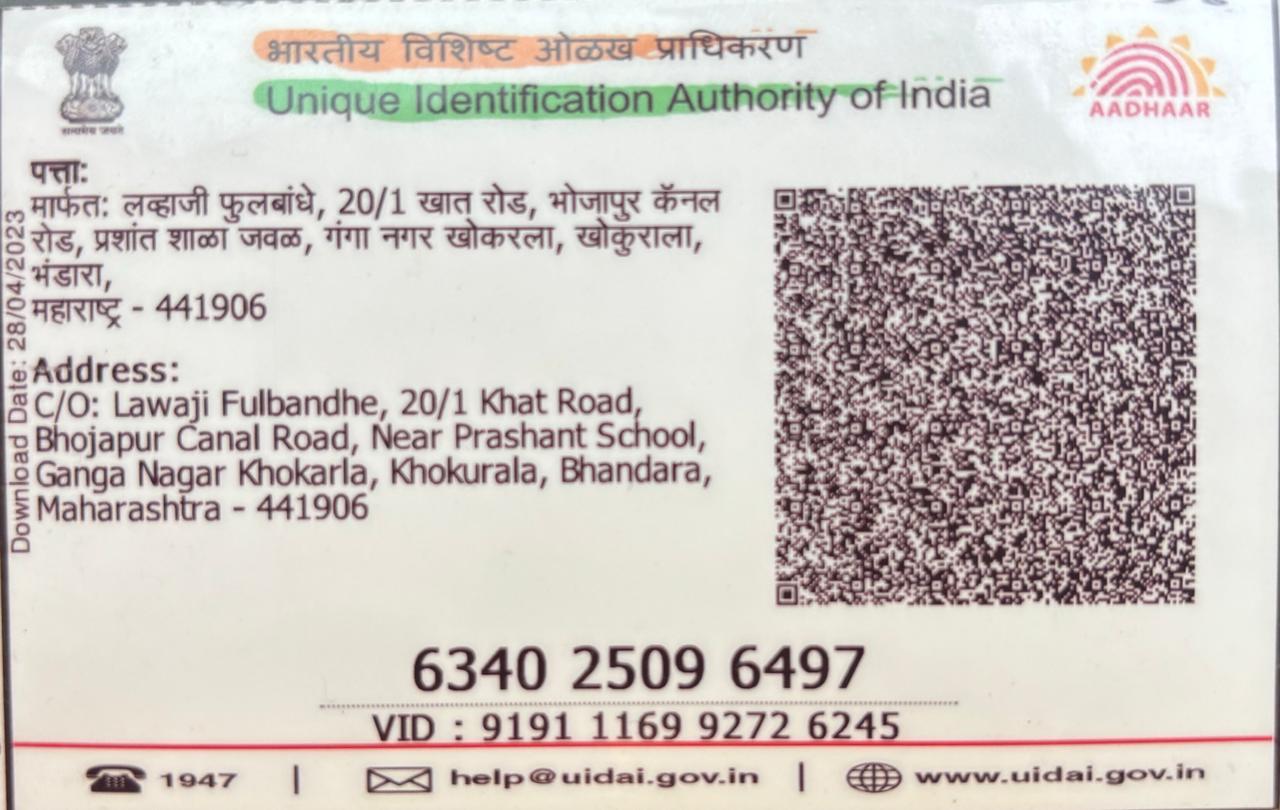 भारतीय विशिष्ट ओळख प्राधिकरण
Unique Identification Authority of India
सत्यमेव जयते
AADHAAR
Download Date: 28/04/2023
पत्ता:
मार्फत: लव्हाजी फुलबांधे, 20/1 खात रोड, भोजापुर कॅनल
रोड, प्रशांत शाळा जवळ, गंगा नगर खोकरला, खोकुराला,
भंडारा,
महाराष्ट्र - 441906
Address:
C/O: Lawaji Fulbandhe, 20/1 Khat Road,
Bhojapur Canal Road, Near Prashant School,
Ganga Nagar Khokarla, Khokurala, Bhandara,
Maharashtra - 441906
6340 2509 6497
VID : 9191 1169 9272 6245
1947 | help@uidai.gov.in | www.uidai.gov.in